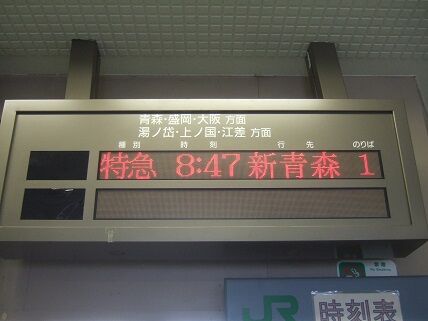 青森・盛岡・大阪 方面
湯ノ岱・上ノ国・江差 方面
種別 時刻 行先 のりば
特急 8:47 新青森 1
JR 時刻表